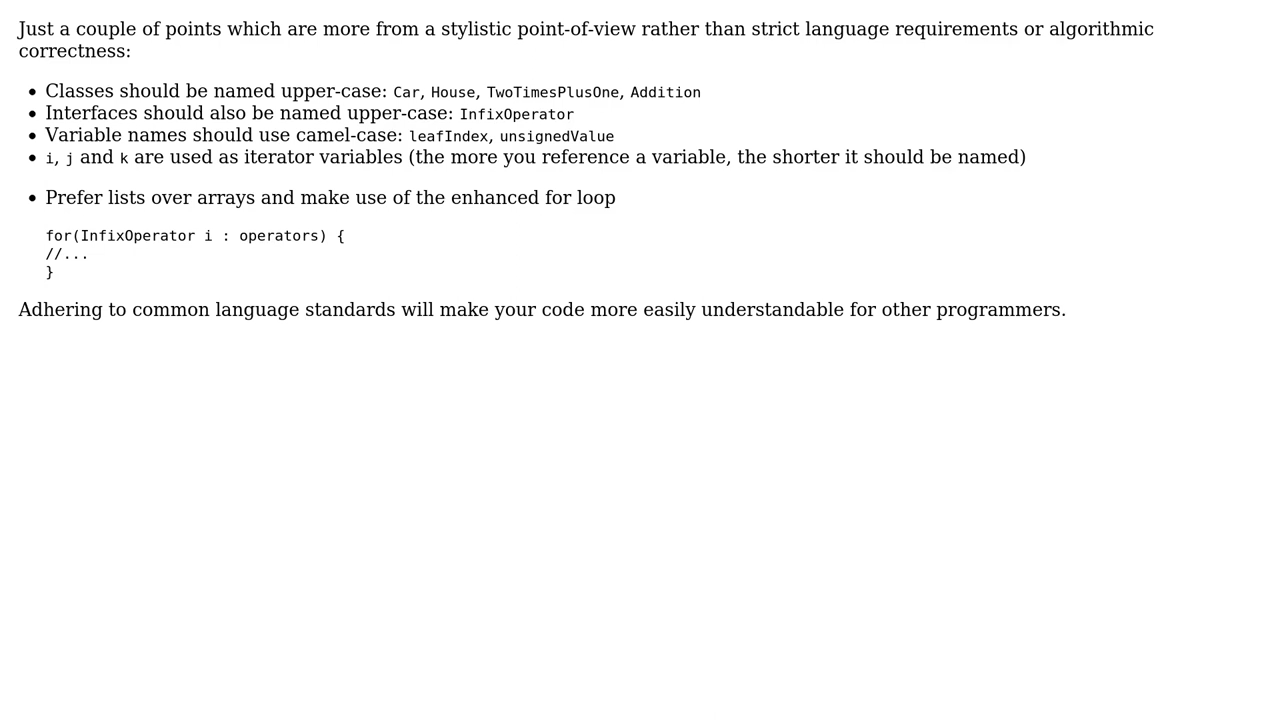 Just a couple of points which are more from a stylistic point-of-view rather than strict language requirements or algorithmic
correctness:
• Classes should be named upper-case: Car, House, TwoTimesPlusOne, Addition
• Interfaces should also be named upper-case: InfixOperator
• Variable names should use camel-case: leafIndex, unsignedValue
• i, j and k are used as iterator variables (the more you reference a variable, the shorter it should be named)
• Prefer lists over arrays and make use of the enhanced for loop
for(InfixOperator i : operators) {
//...
}
Adhering to common language standards will make your code more easily understandable for other programmers.